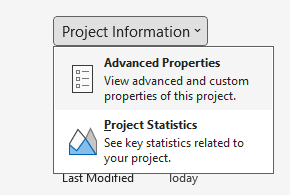 Project Information
Advanced Properties
View advanced and custom
properties of this project.
Project Statistics
See key statistics related to
your project.
Last Modified Today